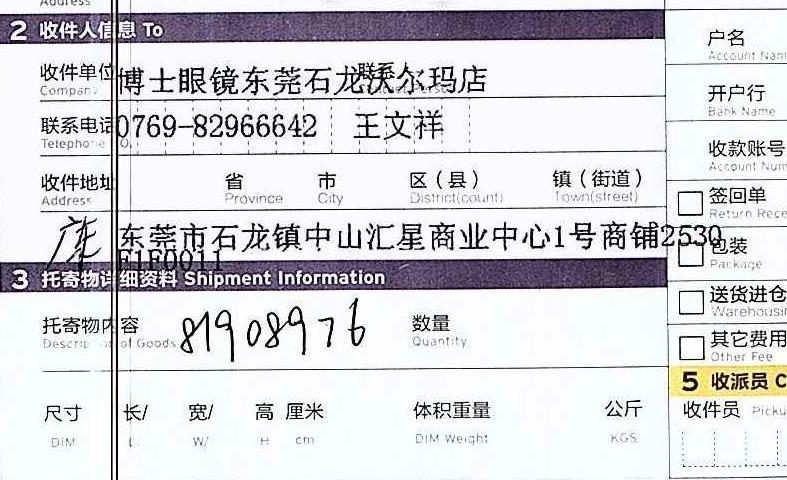 Address
2 收件人信息 To
户名
Account Nam
收件单位 博士眼镜东莞石龙沃尔玛店 联系人
Company Contact Person
开户行
Bank Name
联系电话 0769-82966642 王文祥
Telephone
收款账号
Account Num
收件地址 省 市 区（县） 镇（街道）
Address Province City District(count) Town(street)
签回单
Return Rece
东莞市石龙镇中山汇星商业中心1号商铺2530
F1F0011
包装
Package
3 托寄物详细资料 Shipment Information
送货进仓
Warehousin
托寄物内容 81908976 数量
Descrip of Goods Quantity
其它费用
Other Fee
5 收派员 C
尺寸 长/ 宽/ 高 厘米 体积重量 公斤
DIM L W/ H cm DIM Weight KGS
收件员 Picku